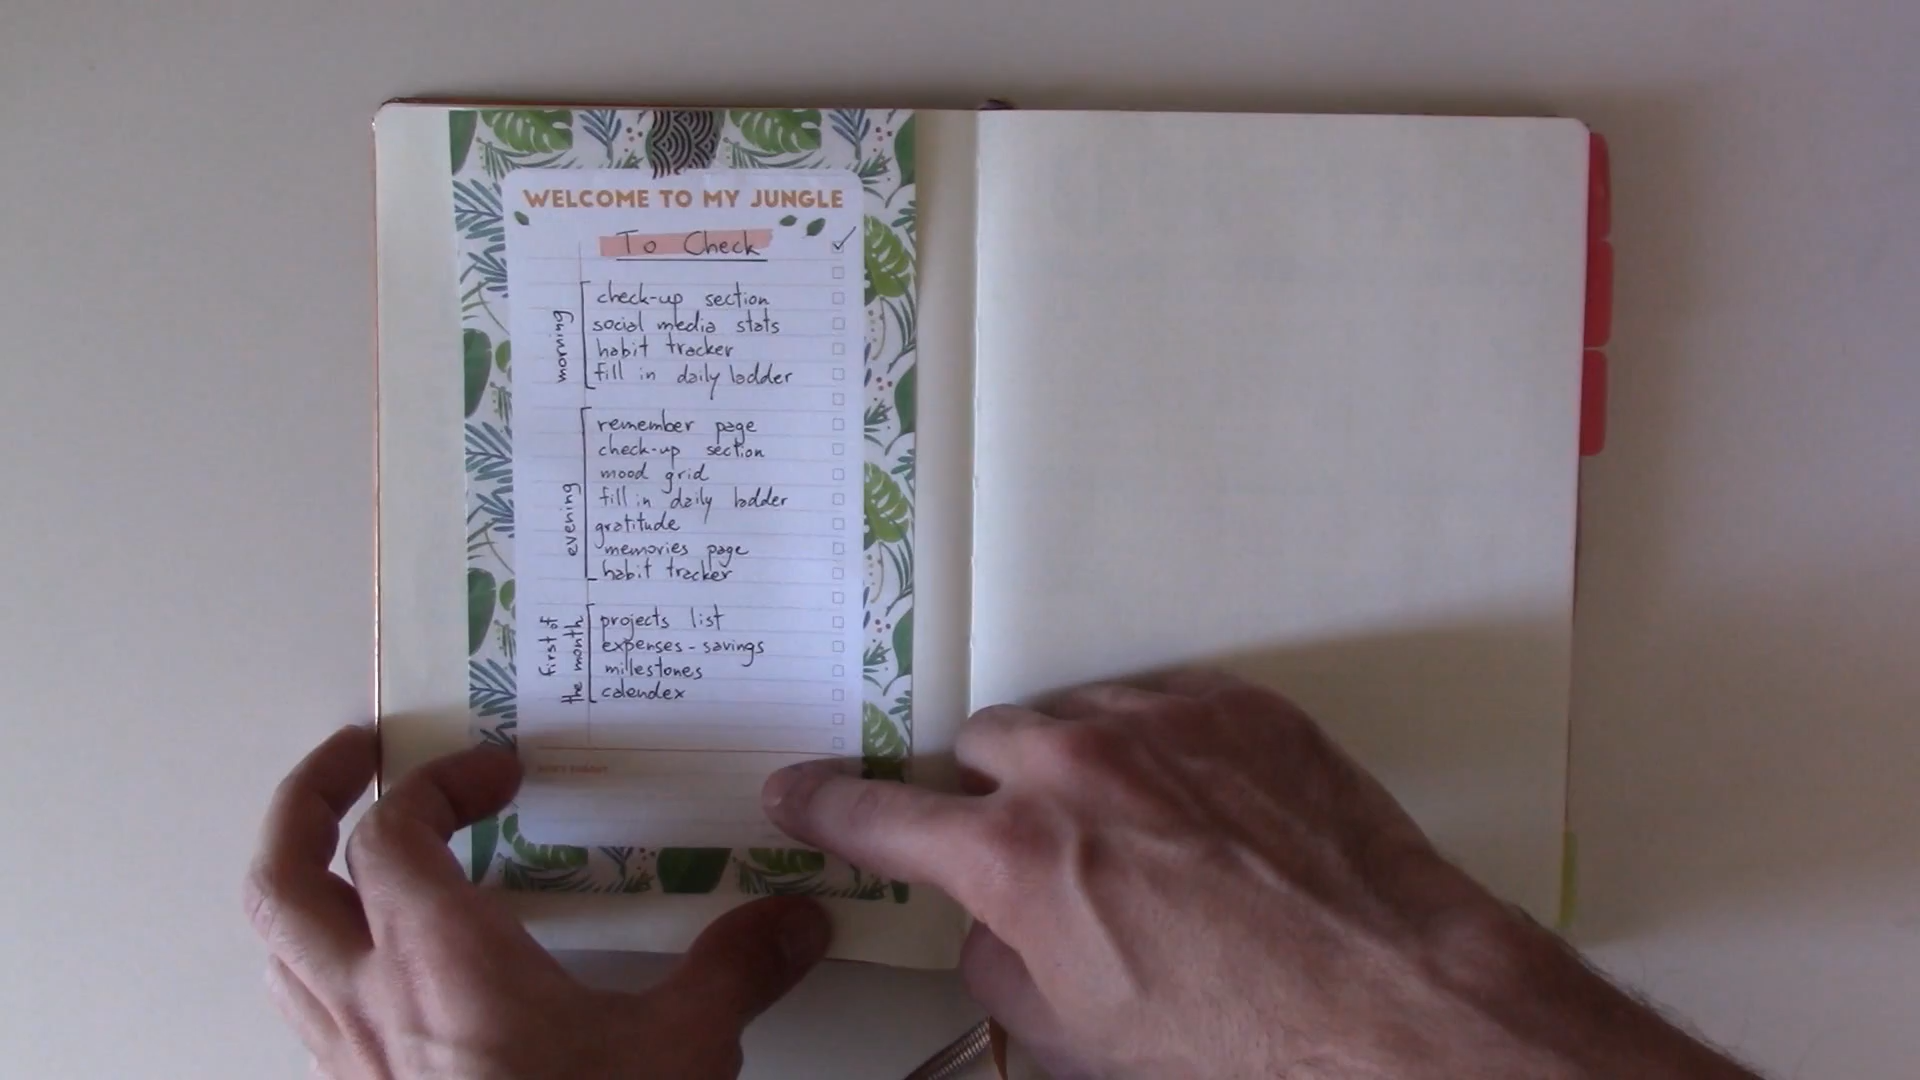 WELCOME TO MY JUNGLE
To Check
morning
check-up section
social media stats
habit tracker
fill in daily ladder
evening
remember page
check-up section
mood grid
fill in daily ladder
gratitude
memories page
habit tracker
first of
the month
projects list
expenses - savings
millestones
calendex